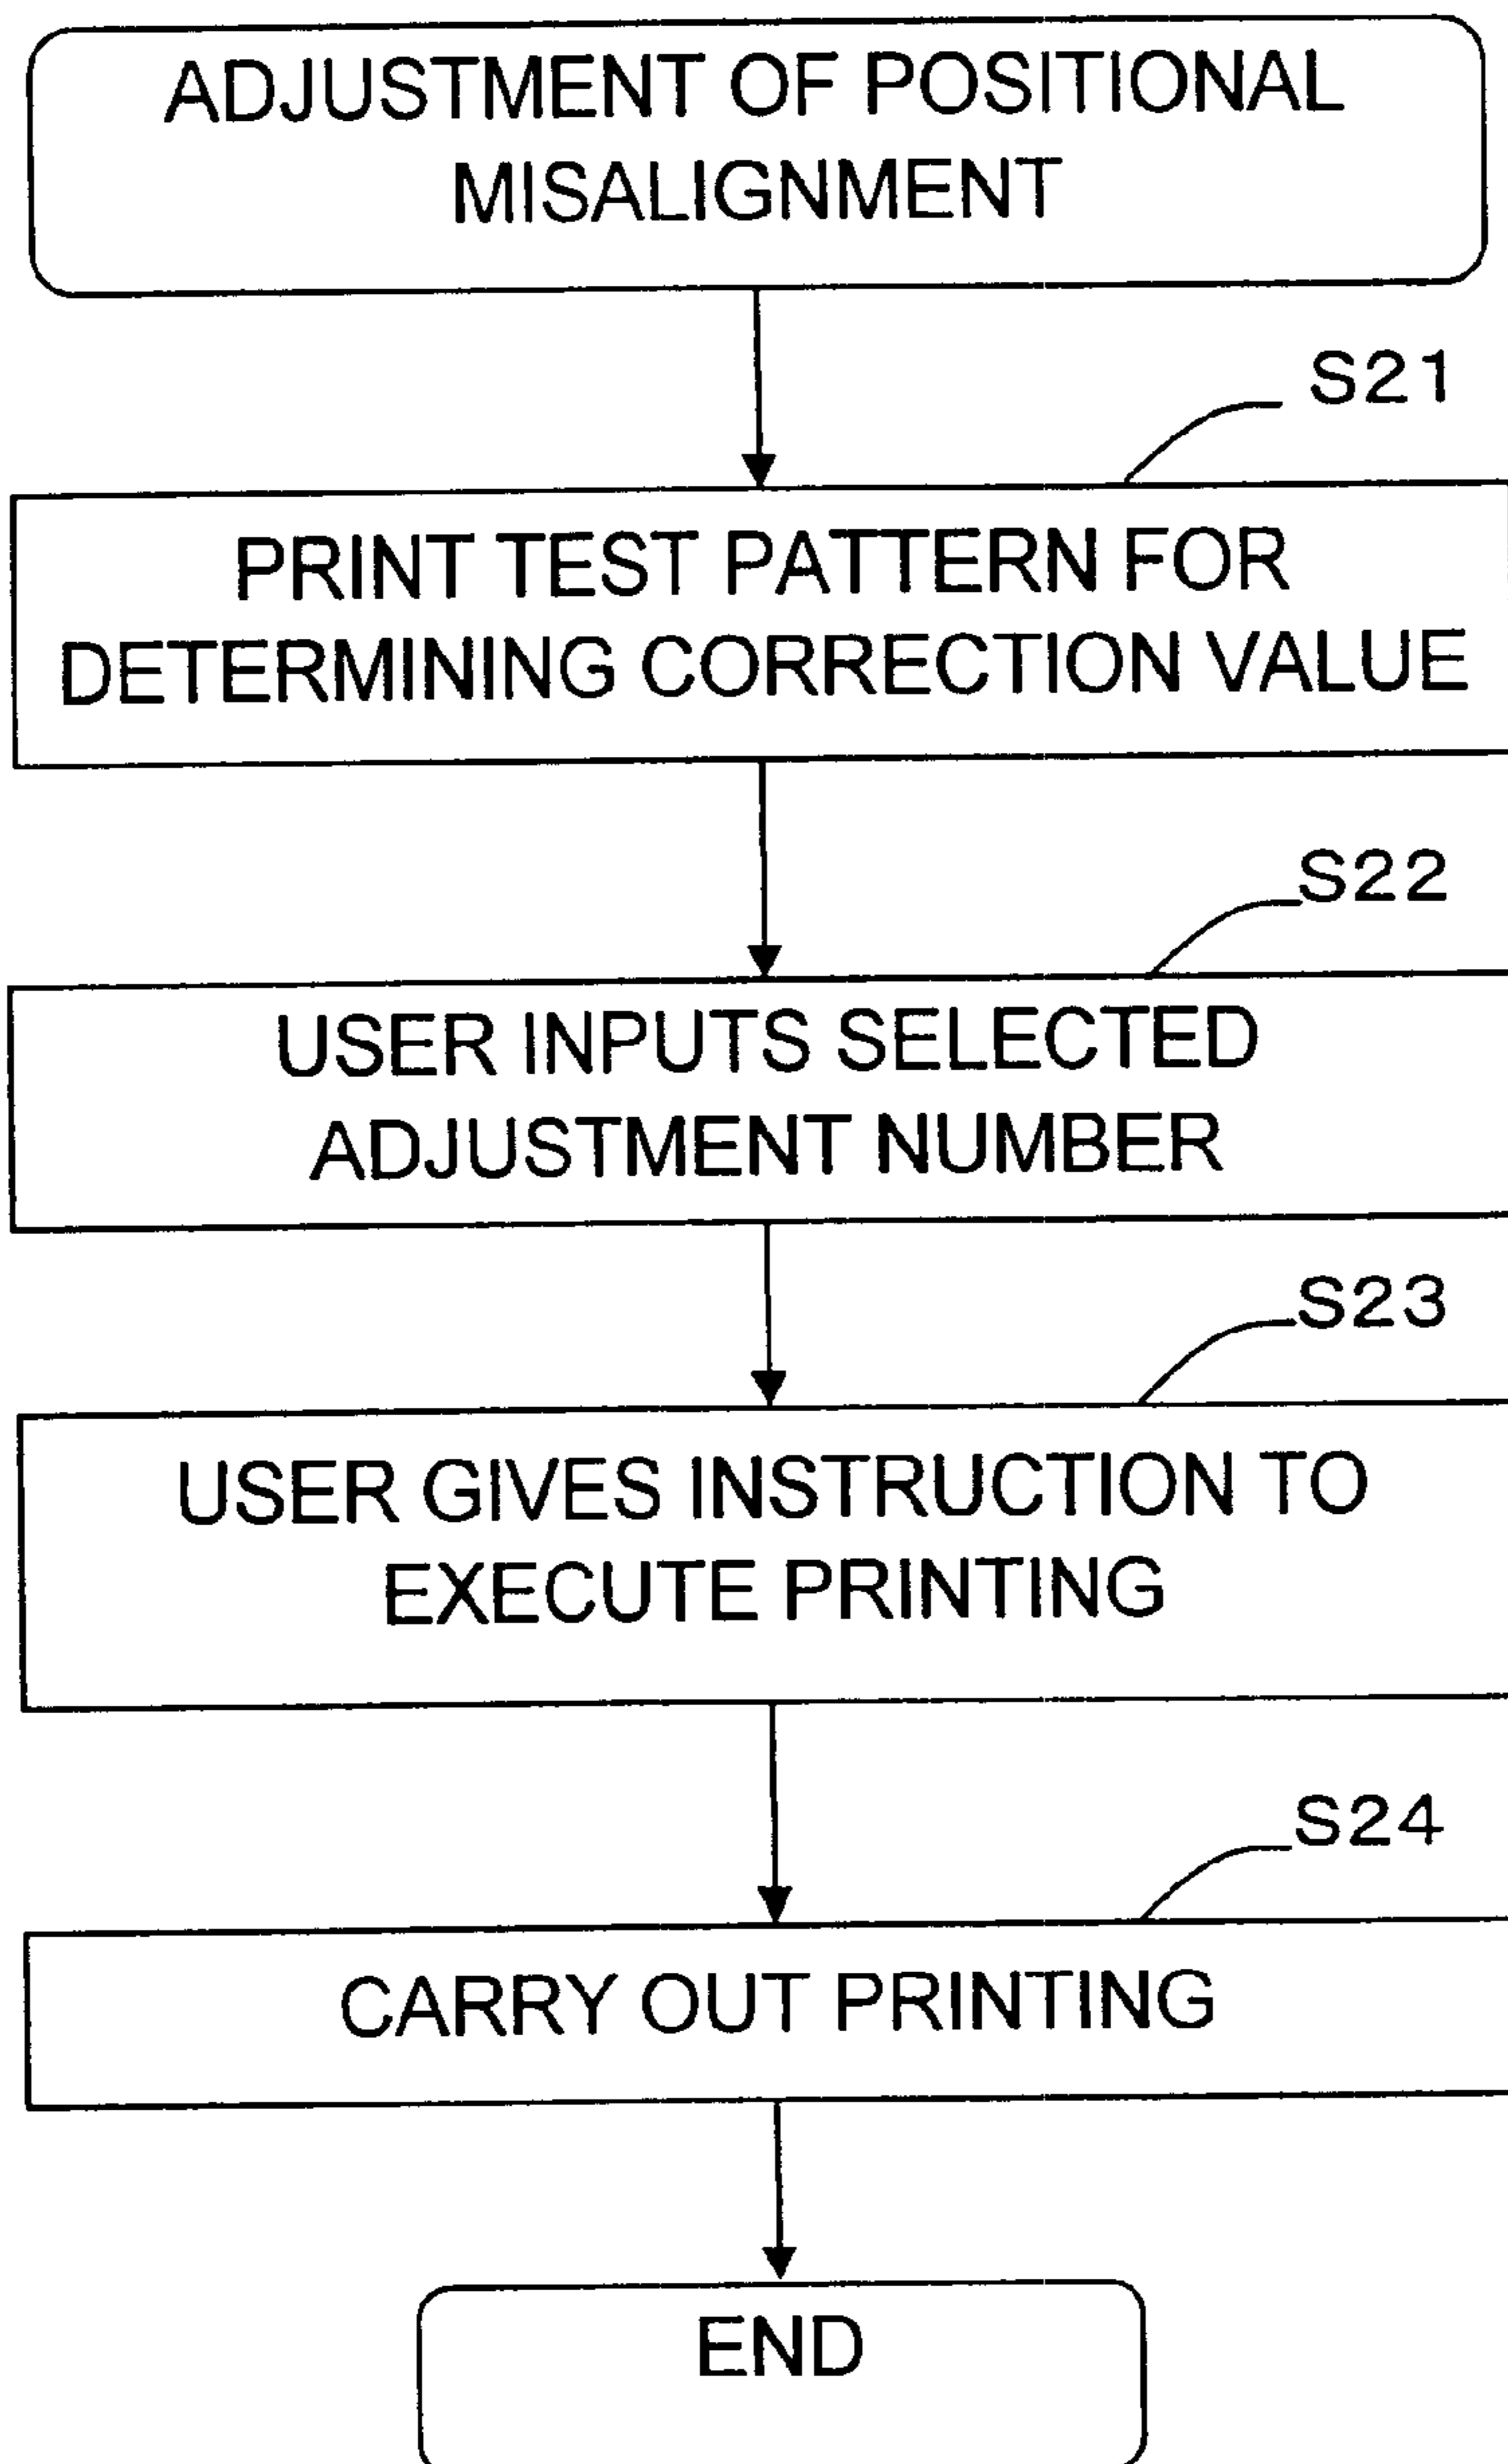 ADJUSTMENT OF POSITIONAL
MISALIGNMENT
S21
PRINT TEST PATTERN FOR
DETERMINING CORRECTION VALUE
S22
USER INPUTS SELECTED
ADJUSTMENT NUMBER
S23
USER GIVES INSTRUCTION TO
EXECUTE PRINTING
S24
CARRY OUT PRINTING
END